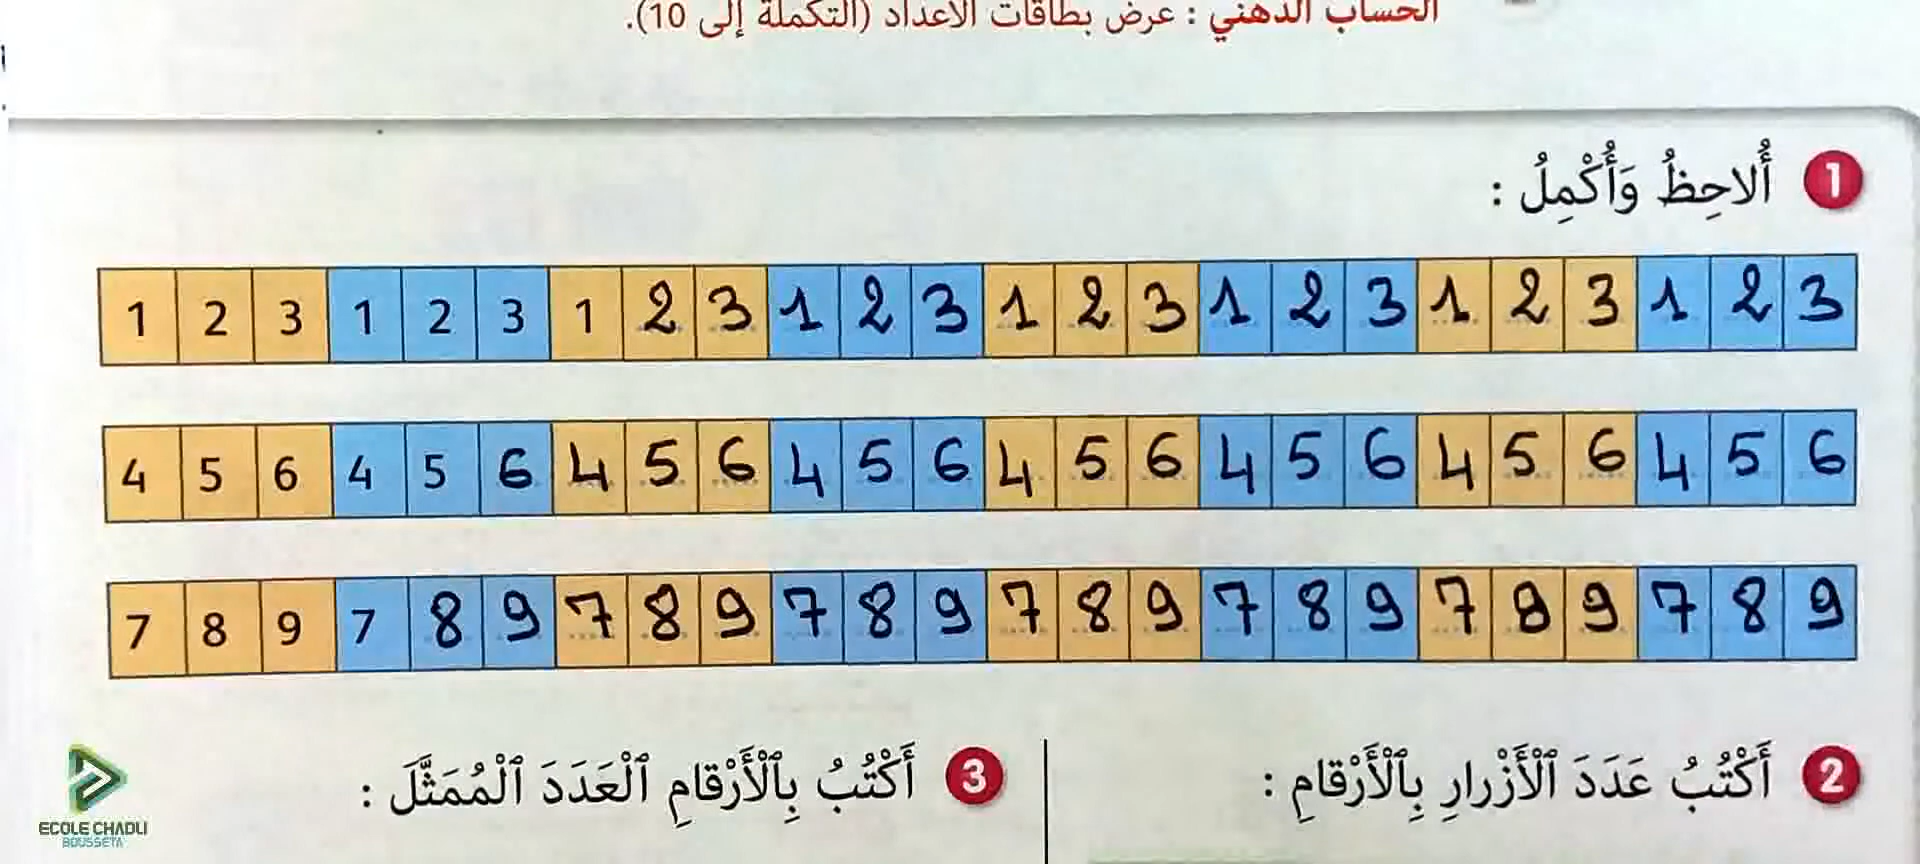 الحساب الذهني : عرض بطاقات الأعداد (التكملة إلى 10).
1 أُلاحِظُ وَأُكْمِلُ :
1 2 3 1 2 3 1 2 3 1 2 3 1 2 3 1 2 3 1 2 3 1 2 3
4 5 6 4 5 6 4 5 6 4 5 6 4 5 6 4 5 6 4 5 6 4 5 6
7 8 9 7 8 9 7 8 9 7 8 9 7 8 9 7 8 9 7 8 9 7 8 9
2 أَكْتُبُ عَدَدَ ٱلْأَزْرارِ بِٱلْأَرْقامِ :
3 أَكْتُبُ بِٱلْأَرْقامِ ٱلْعَدَدَ ٱلْمُمَثَّلَ :
ECOLE CHADLI
BOUSSETA